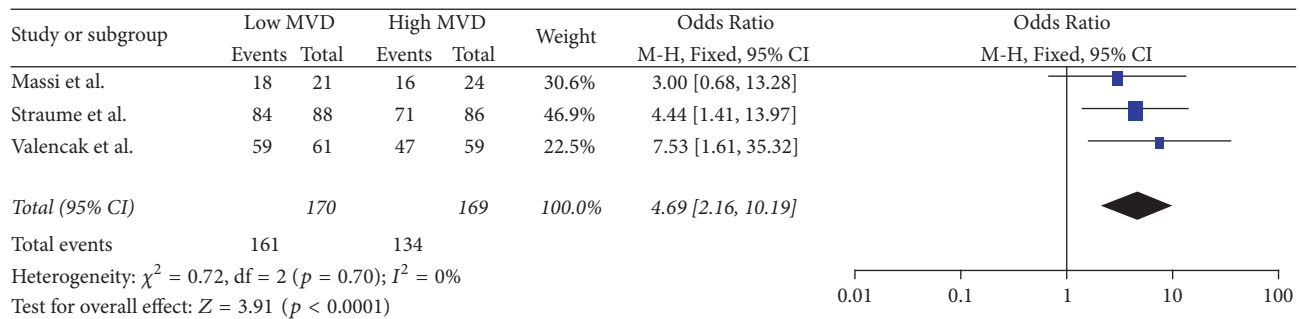 Study or subgroup Low MVD High MVD Weight Odds Ratio Odds Ratio
Events Total Events Total M-H, Fixed, 95% CI M-H, Fixed, 95% CI
Massi et al. 18 21 16 24 30.6% 3.00 [0.68, 13.28]
Straume et al. 84 88 71 86 46.9% 4.44 [1.41, 13.97]
Valencak et al. 59 61 47 59 22.5% 7.53 [1.61, 35.32]
Total (95% CI) 170 169 100.0% 4.69 [2.16, 10.19]
Total events 161 134
Heterogeneity: χ² = 0.72, df = 2 (p = 0.70); I² = 0%
Test for overall effect: Z = 3.91 (p < 0.0001)
0.01 0.1 1 10 100